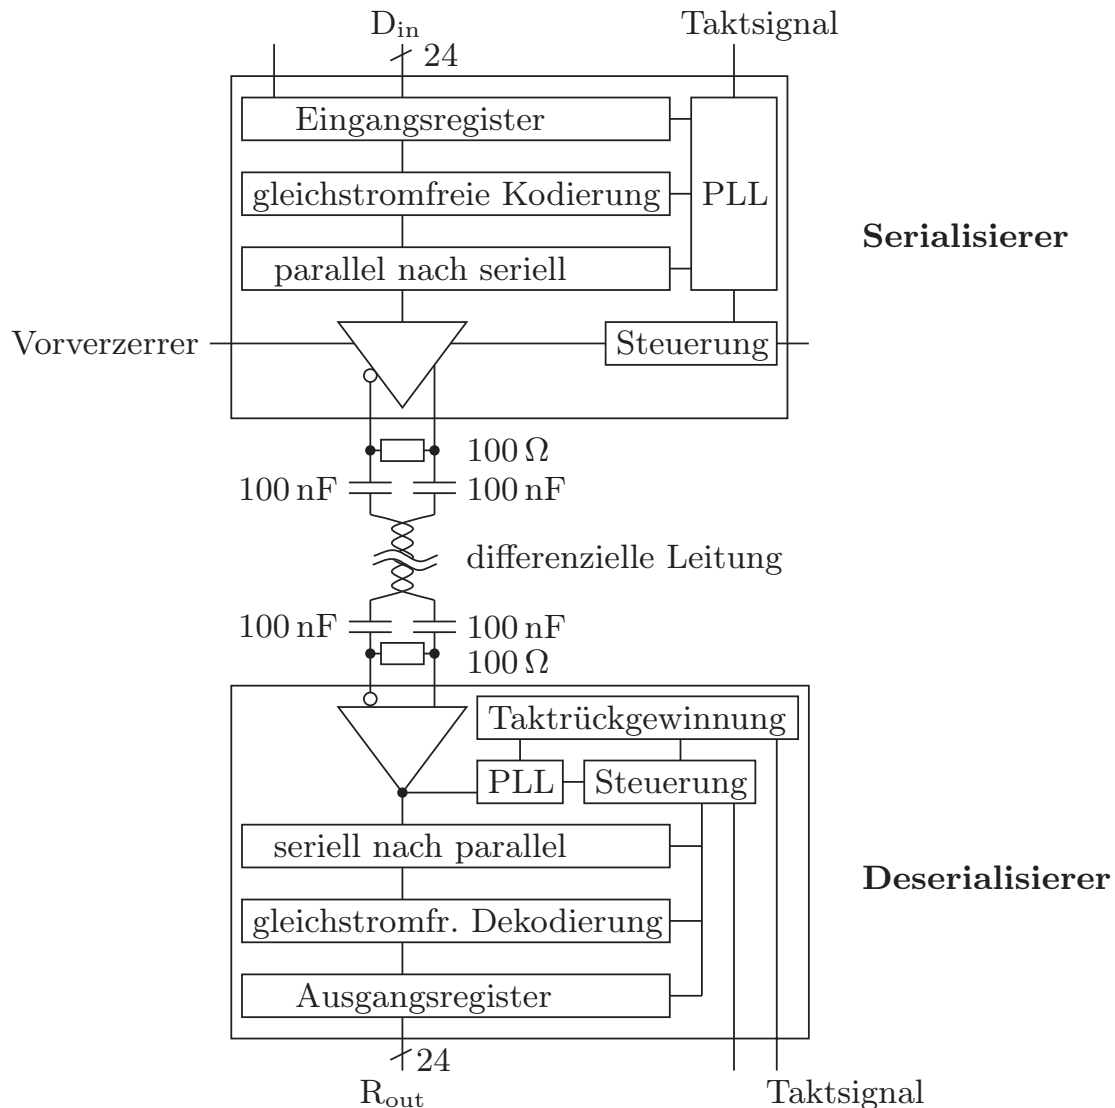 D_in
Taktsignal
24
Eingangsregister
gleichstromfreie Kodierung
PLL
Serialisierer
parallel nach seriell
Vorverzerrer
Steuerung
100 Ω
100 nF
100 nF
differenzielle Leitung
100 nF
100 nF
100 Ω
Taktrückgewinnung
PLL
Steuerung
seriell nach parallel
Deserialisierer
gleichstromfr. Dekodierung
Ausgangsregister
24
R_out
Taktsignal